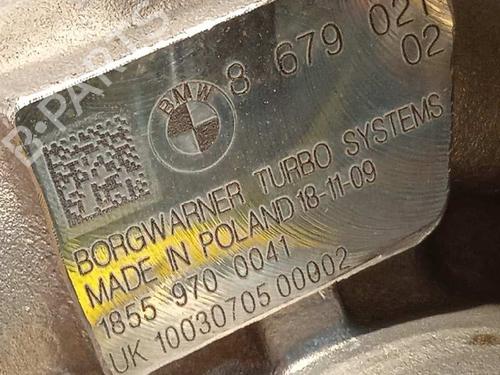 B-PARTS
BMW
8 679 021
02
BORGWARNER TURBO SYSTEMS
MADE IN POLAND 18-11-09
1855 970 0041
UK 10030705 00002